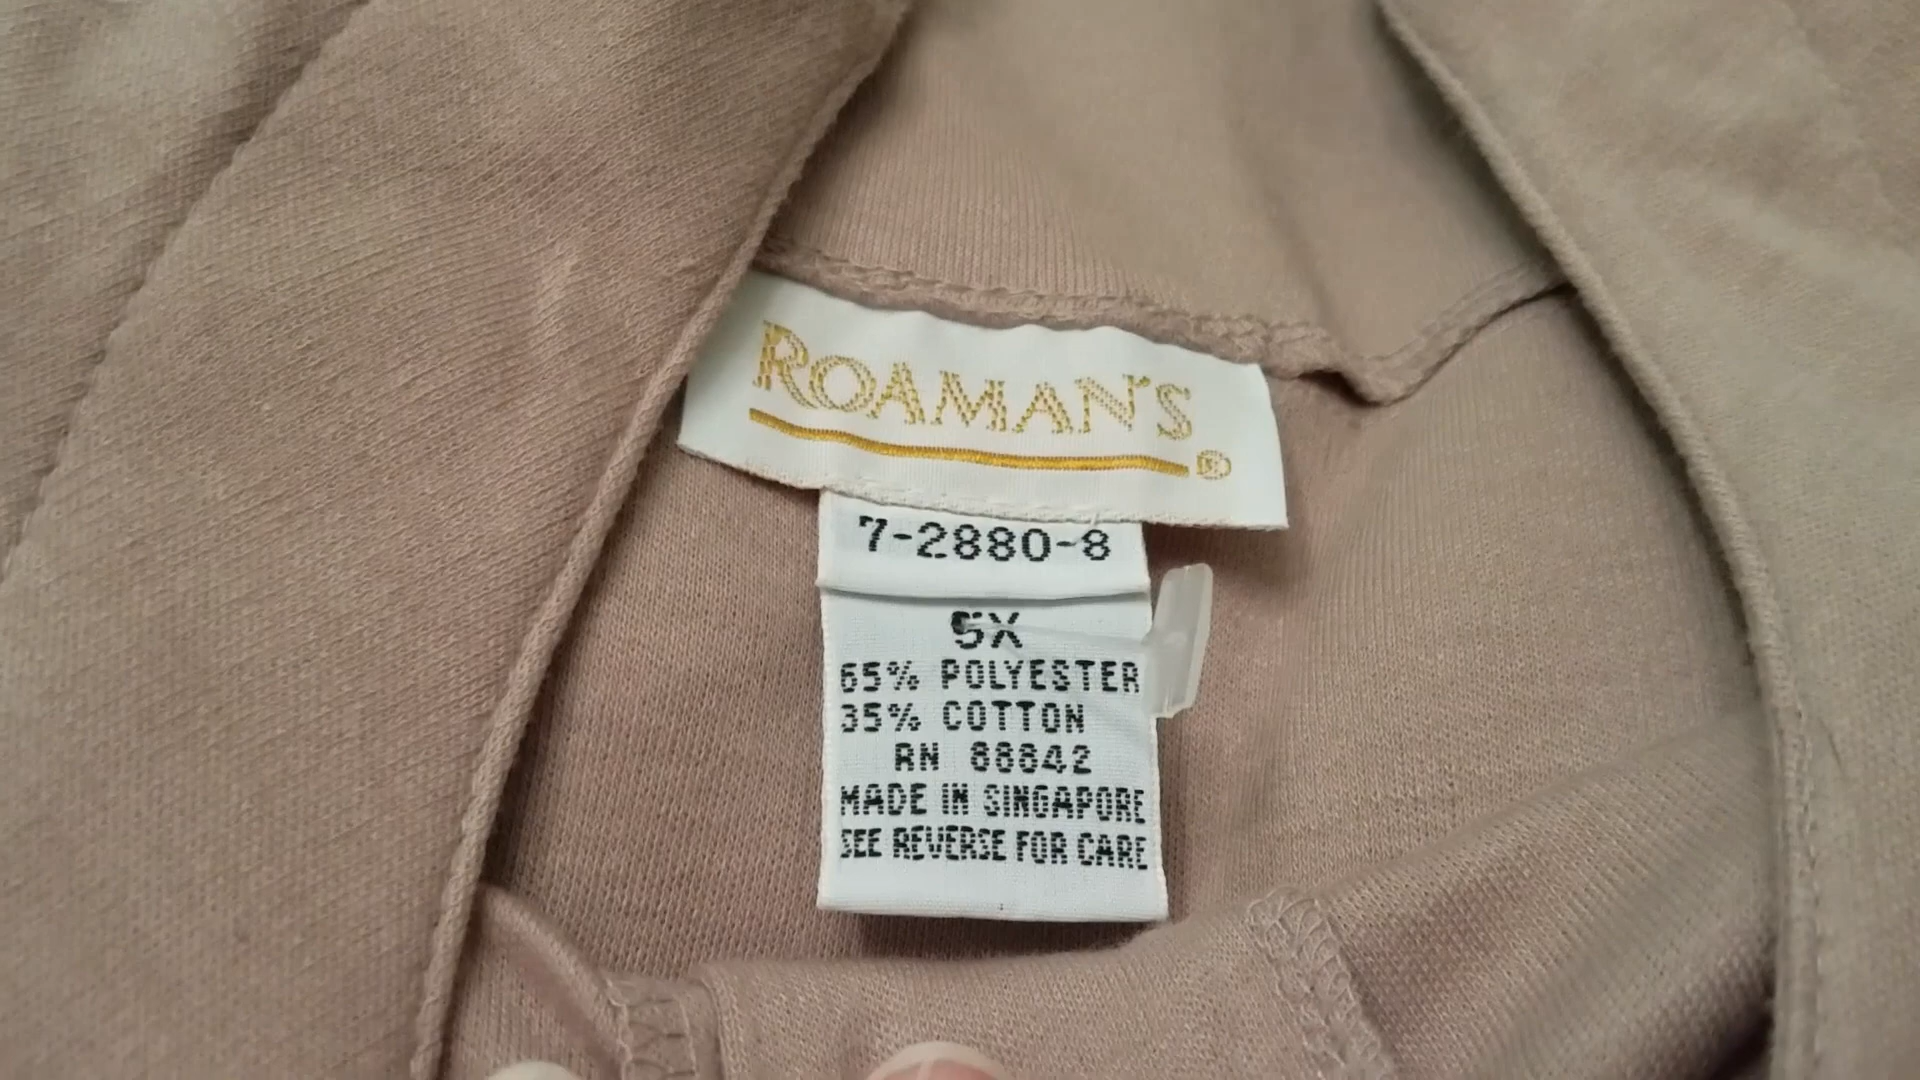 ROAMAN'S®
7-2880-8
5X
65% POLYESTER
35% COTTON
RN 88842
MADE IN SINGAPORE
SEE REVERSE FOR CARE